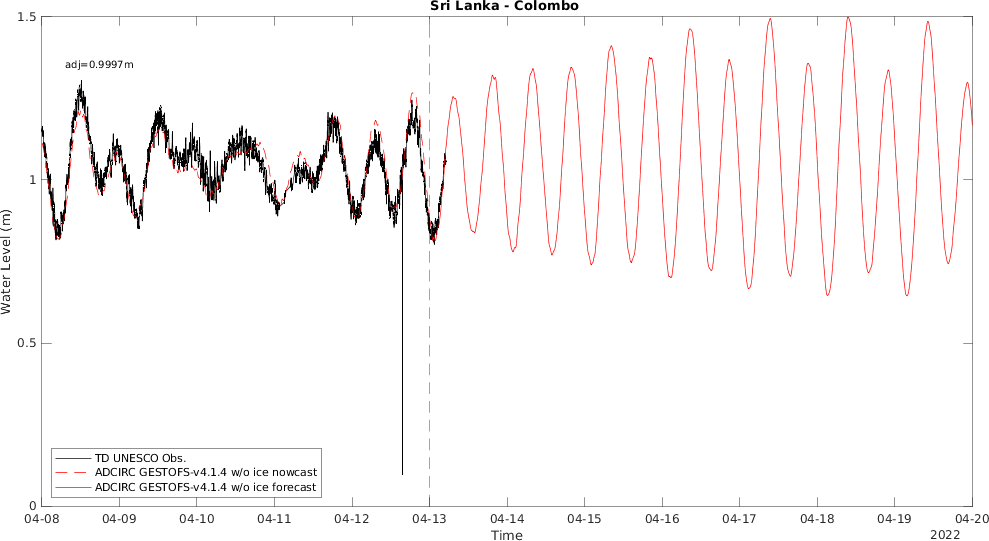 Sri Lanka - Colombo
1.5
adj=0.9997m
1
Water Level (m)
0.5
TD UNESCO Obs.
ADCIRC GESTOFS-v4.1.4 w/o ice nowcast
ADCIRC GESTOFS-v4.1.4 w/o ice forecast
0
04-08 04-09 04-10 04-11 04-12 04-13 04-14 04-15 04-16 04-17 04-18 04-19 04-20
Time
2022